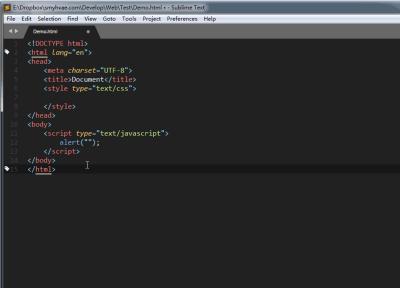 E:\Dropbox\smyhvae.com\Develop\Web\Test\Demo.html • - Sublime Text
File Edit Selection Find View Goto Tools Project Preferences Help
Demo.html
1 <!DOCTYPE html>
2 <html lang="en">
3 <head>
4 <meta charset="UTF-8">
5 <title>Document</title>
6 <style type="text/css">
7
8 </style>
9 </head>
10 <body>
11 <script type="text/javascript">
12 alert("");
13 </script>
14 </body>
15 </html>